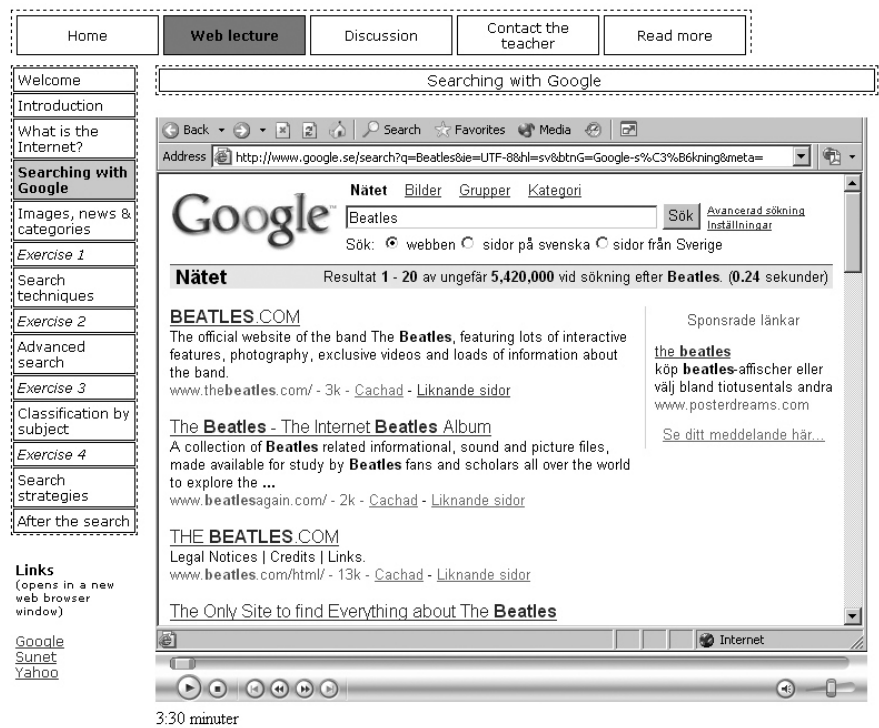 Home
Web lecture
Discussion
Contact the
teacher
Read more
Welcome
Introduction
What is the
Internet?
Searching with
Google
Images, news &
categories
Exercise 1
Search
techniques
Exercise 2
Advanced
search
Exercise 3
Classification by
subject
Exercise 4
Search
strategies
After the search
Links
(opens in a new
web browser
window)
Google
Sunet
Yahoo
Searching with Google
Back Search Favorites Media
Address http://www.google.se/search?q=Beatles&ie=UTF-8&hl=sv&btnG=Google-s%C3%B6kning&meta=
Nätet Bilder Grupper Kategori
Google™
Beatles
Sök
Avancerad sökning
Inställningar
Sök: webben sidor på svenska sidor från Sverige
Nätet Resultat 1 - 20 av ungefär 5,420,000 vid sökning efter Beatles. (0.24 sekunder)
BEATLES.COM
The official website of the band The Beatles, featuring lots of interactive
features, photography, exclusive videos and loads of information about
the band.
www.thebeatles.com/ - 3k - Cachad - Liknande sidor
The Beatles - The Internet Beatles Album
A collection of Beatles related informational, sound and picture files,
made available for study by Beatles fans and scholars all over the world
to explore the ...
www.beatlesagain.com/ - 2k - Cachad - Liknande sidor
THE BEATLES.COM
Legal Notices | Credits | Links.
www.beatles.com/html/ - 13k - Cachad - Liknande sidor
The Only Site to find Everything about The Beatles
Sponsrade länkar
the beatles
köp beatles-affischer eller
välj bland tiotusentals andra
www.posterdreams.com
Se ditt meddelande här...
Internet
3:30 minuter